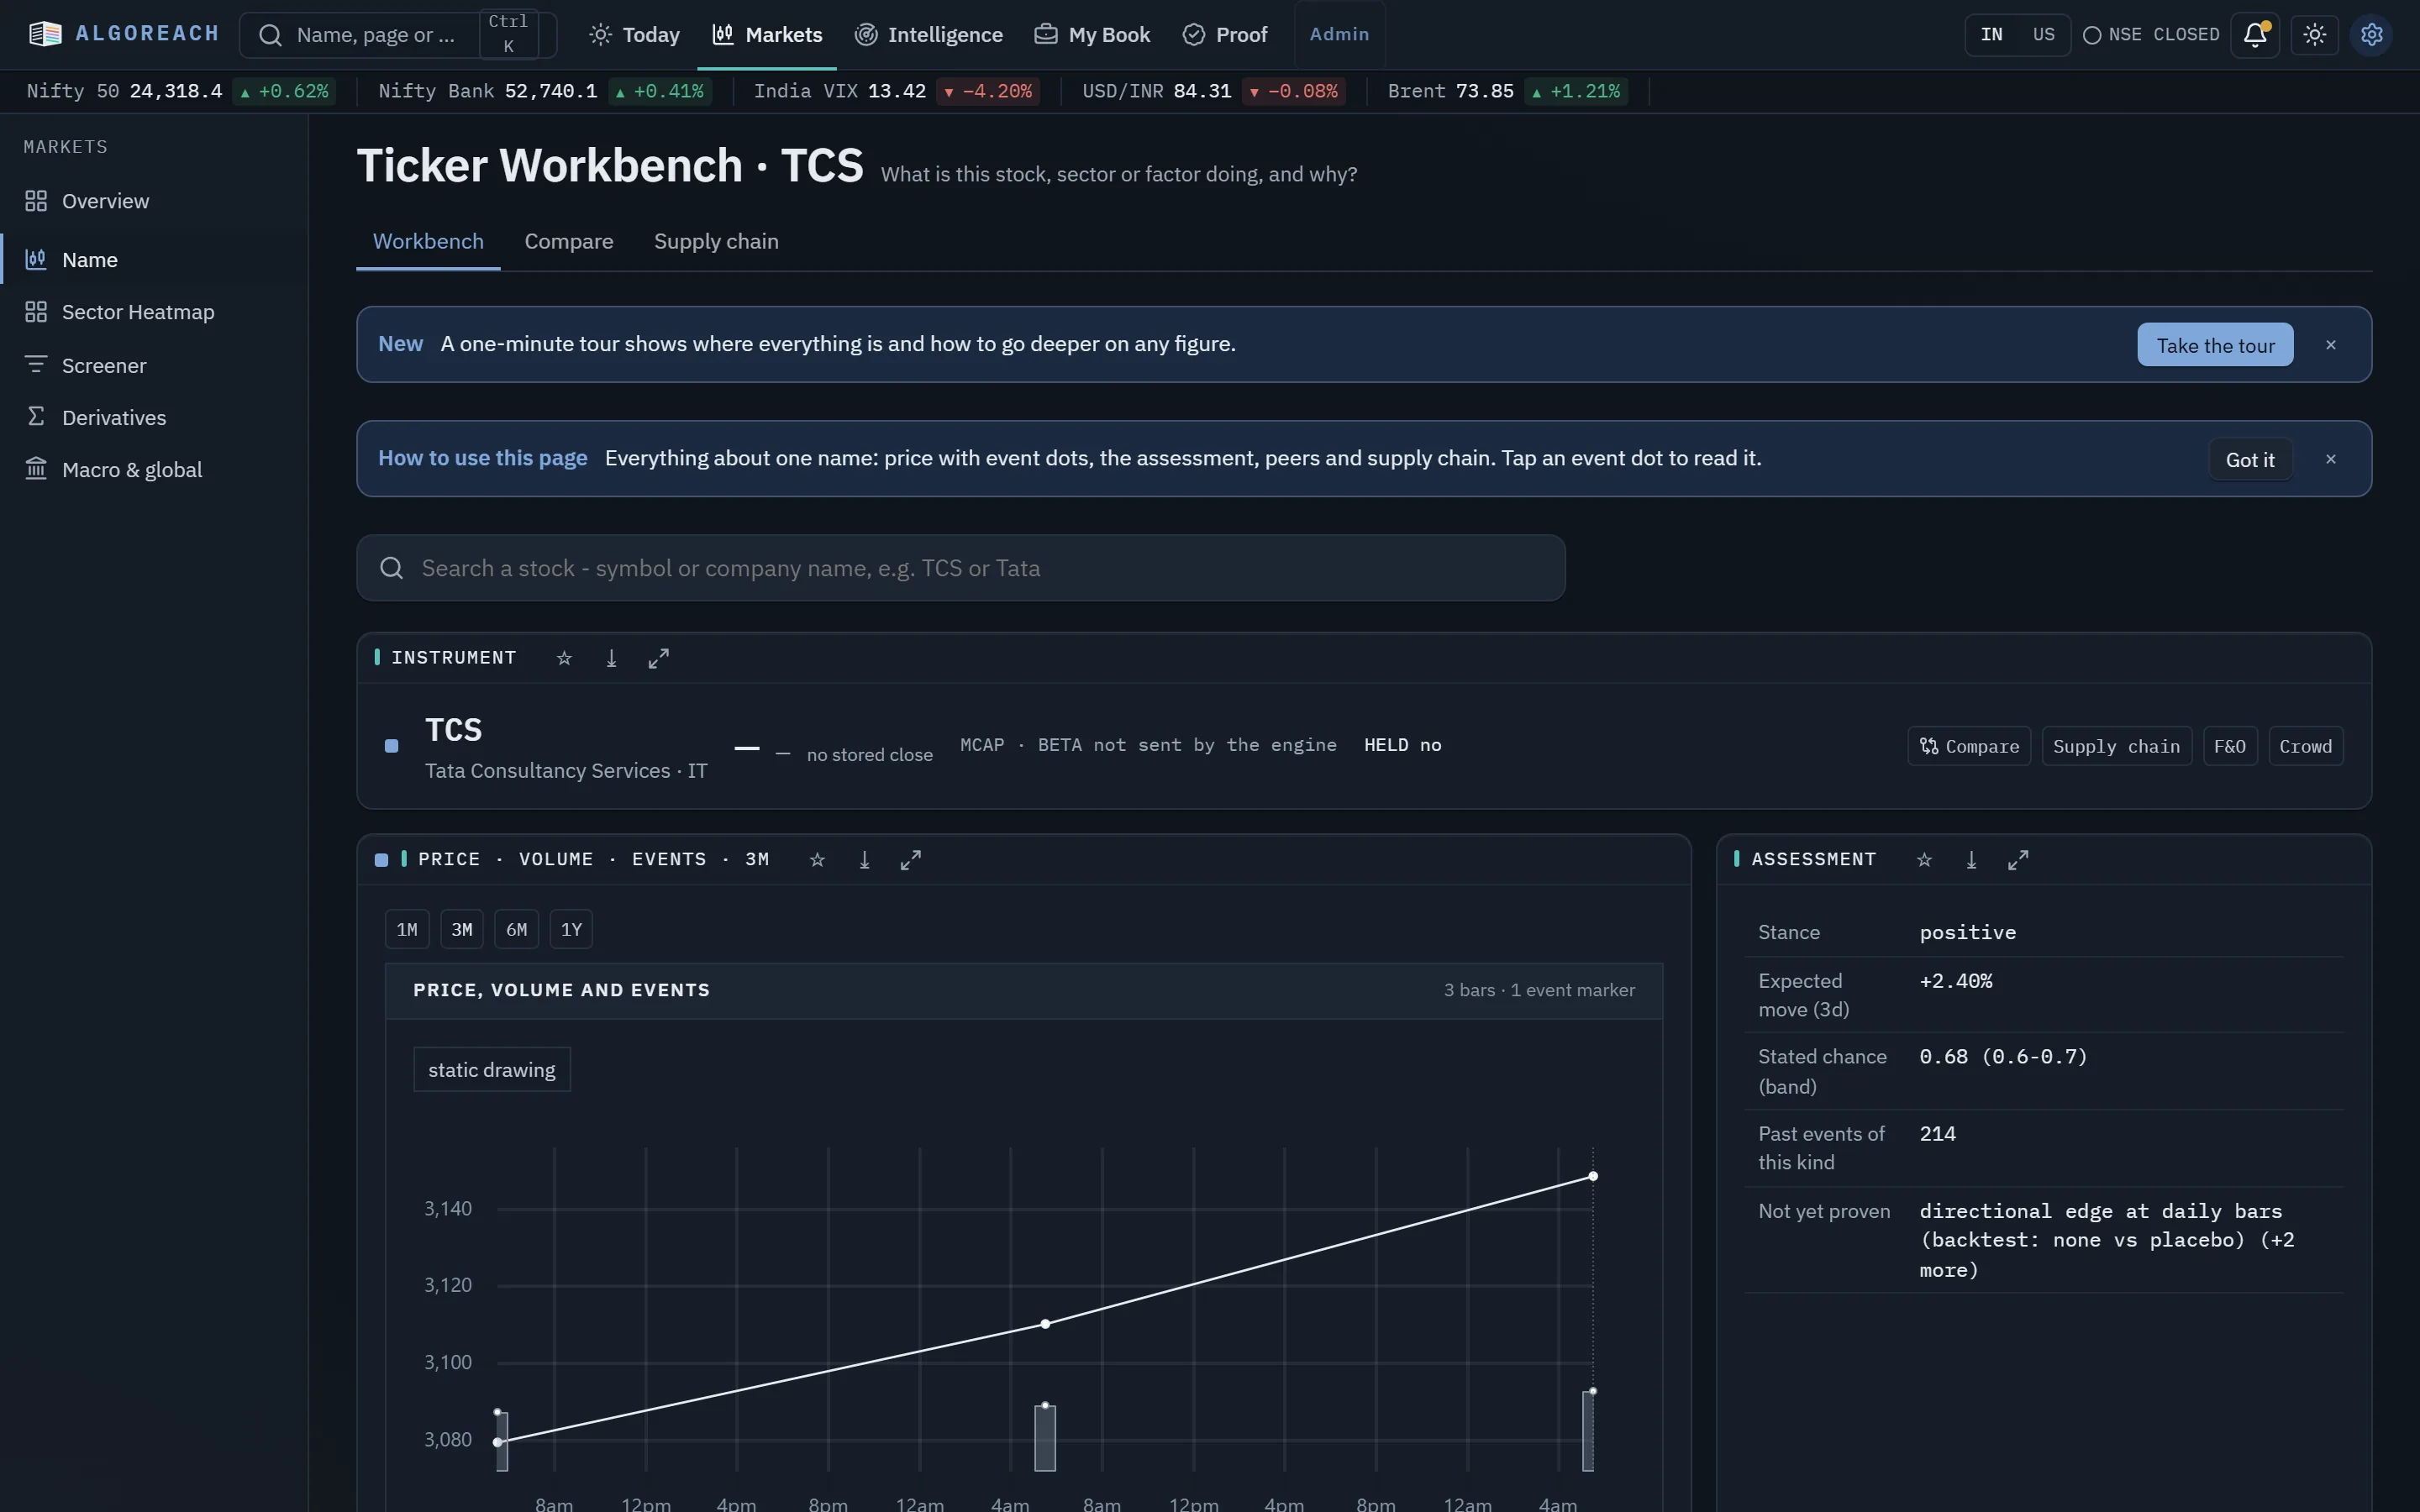 ALGOREACH
Name, page or ...
Ctrl K
Today
Markets
Intelligence
My Book
Proof
Admin
IN US
NSE CLOSED
Nifty 50 24,318.4 ▲ +0.62%
Nifty Bank 52,740.1 ▲ +0.41%
India VIX 13.42 ▼ −4.20%
USD/INR 84.31 ▼ −0.08%
Brent 73.85 ▲ +1.21%
MARKETS
Overview
Name
Sector Heatmap
Screener
Derivatives
Macro & global
Ticker Workbench · TCS What is this stock, sector or factor doing, and why?
Workbench Compare Supply chain
New A one-minute tour shows where everything is and how to go deeper on any figure.
Take the tour ×
How to use this page Everything about one name: price with event dots, the assessment, peers and supply chain. Tap an event dot to read it.
Got it ×
Search a stock - symbol or company name, e.g. TCS or Tata
INSTRUMENT
TCS
Tata Consultancy Services · IT
— — no stored close
MCAP · BETA not sent by the engine HELD no
Compare Supply chain F&O Crowd
PRICE · VOLUME · EVENTS · 3M
1M 3M 6M 1Y
PRICE, VOLUME AND EVENTS
3 bars · 1 event marker
static drawing
3,140
3,120
3,100
3,080
8am 12pm 4pm 8pm 12am 4am 8am 12pm 4pm 8pm 12am 4am
ASSESSMENT
Stance positive
Expected move (3d) +2.40%
Stated chance (band) 0.68 (0.6-0.7)
Past events of this kind 214
Not yet proven directional edge at daily bars
(backtest: none vs placebo) (+2
more)